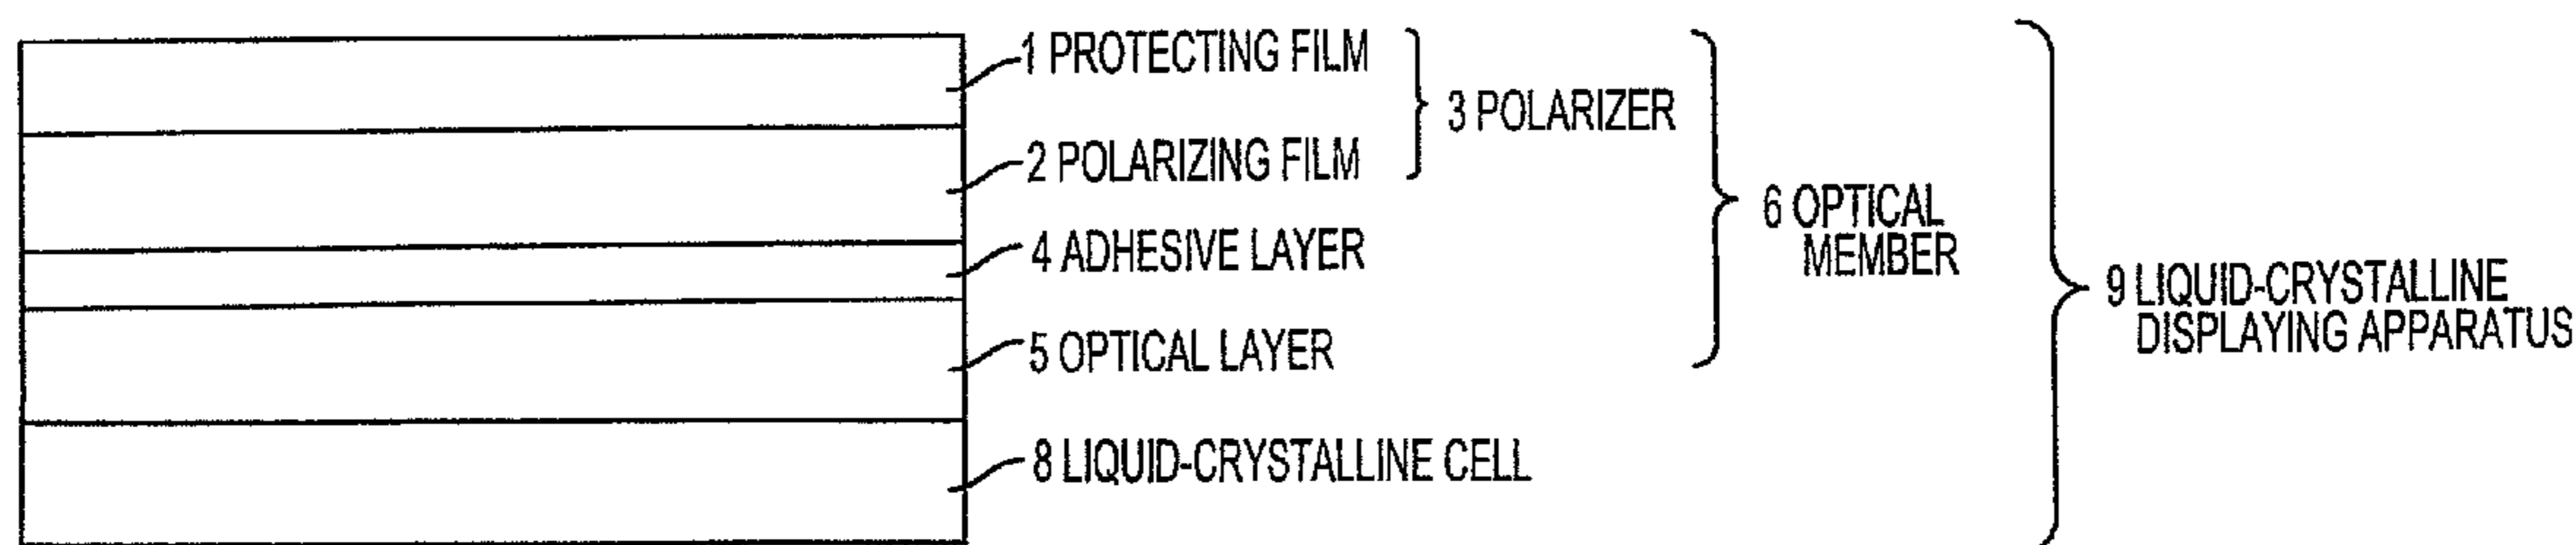 1 PROTECTING FILM
2 POLARIZING FILM
3 POLARIZER
4 ADHESIVE LAYER
5 OPTICAL LAYER
6 OPTICAL
MEMBER
8 LIQUID-CRYSTALLINE CELL
9 LIQUID-CRYSTALLINE
DISPLAYING APPARATUS